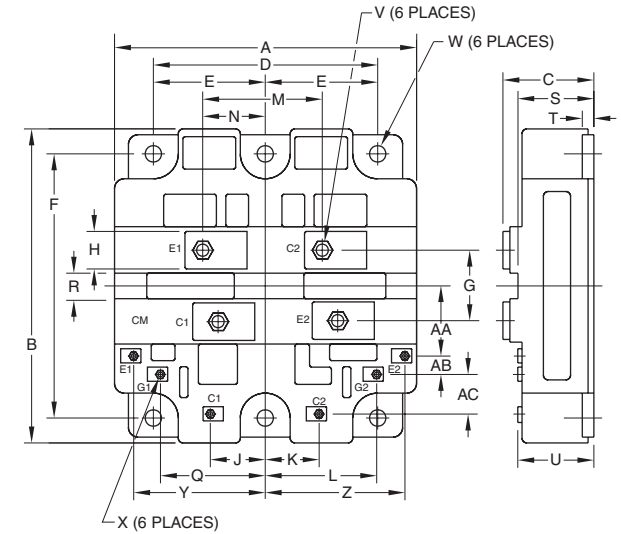 V (6 PLACES)
A
W (6 PLACES)
D
C
E
E
S
M
T
N
F
H
E1
C2
G
R
CM
C1
E2
AA
B
E1
E2
AB
G1
G2
AC
C1
C2
J
K
Q
L
U
Y
Z
X (6 PLACES)